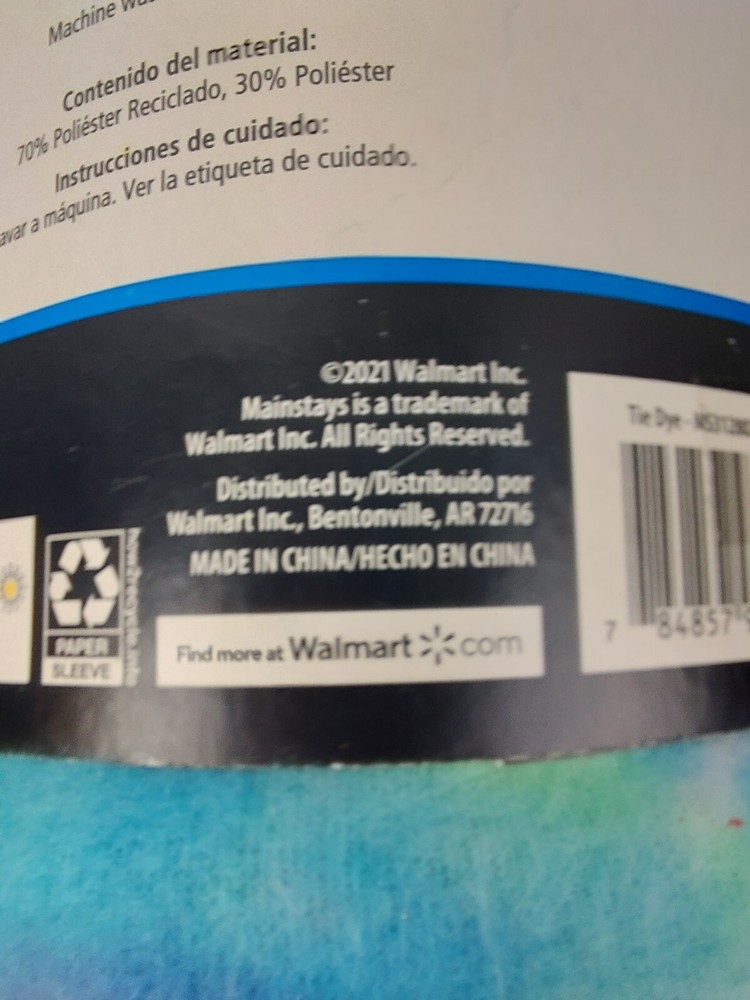 Machine
Contenido del material:
70% Poliéster Reciclado, 30% Poliéster
Instrucciones de cuidado:
avar a máquina. Ver la etiqueta de cuidado.
©2021 Walmart Inc.
Mainstays is a trademark of
Walmart Inc. All Rights Reserved.
Distributed by/Distribuido por
Walmart Inc., Bentonville, AR 72716
MADE IN CHINA/HECHO EN CHINA
Find more at Walmart com
how2recycle.info
PAPER
SLEEVE
Tie Dye -
7 84857